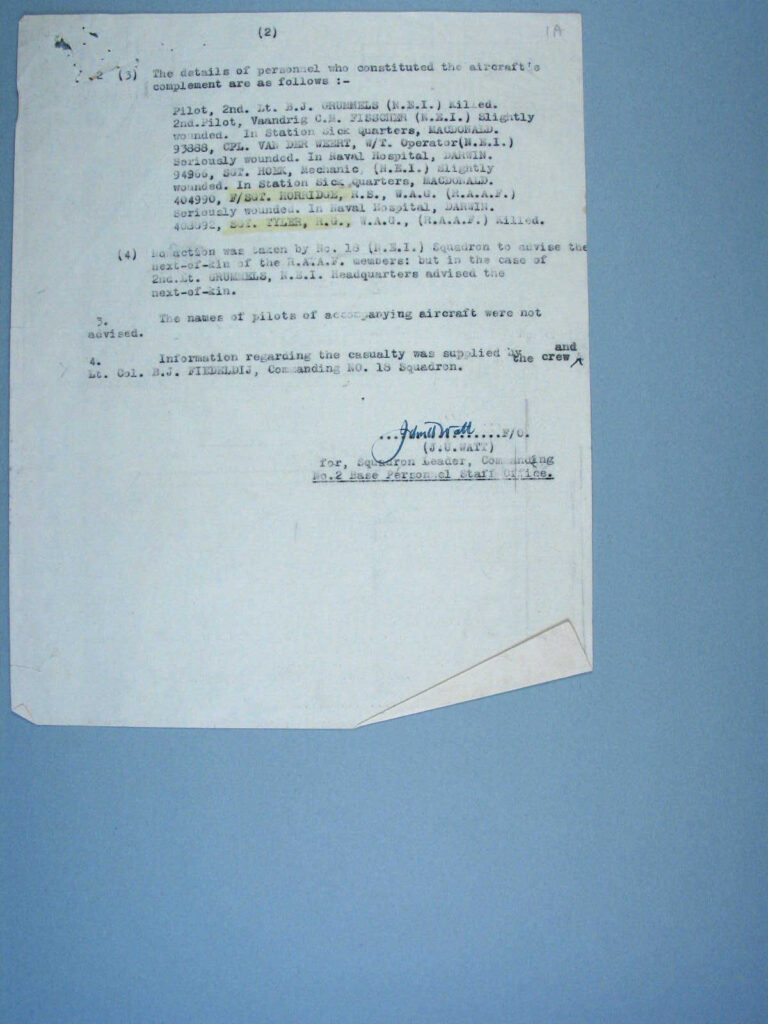 (2)
1A
2 (3) The details of personnel who constituted the aircraft's
complement are as follows :-
Pilot, 2nd. Lt. B.J. GRUMMELS (N.E.I.) Killed.
2nd.Pilot, Vaandrig C.M. FISSCHER (N.E.I.) Slightly
wounded. In Station Sick Quarters, MACDONALD.
93888, CPL. VAN DER WEERT, W/T. Operator(N.E.I.)
Seriously wounded. In Naval Hospital, DARWIN.
94966, SGT. HOEK, Mechanic, (N.E.I.) Slightly
wounded. In Station Sick Quarters, MACDONALD.
404990, F/SGT. HORRIDGE, R.S., W.A.G. (R.A.A.F.)
Seriously wounded. In Naval Hospital, DARWIN.
SGT. TYLER, R.G., W.A.G., (R.A.A.F.) Killed.
(4) No action was taken by No. 18 (N.E.I.) Squadron to advise the
next-of-kin of the R.A.A.F. members: but in the case of
2nd.Lt. GRUMMELS, N.E.I. Headquarters advised the
next-of-kin.
3. The names of pilots of accompanying aircraft were not
advised.
and
4. Information regarding the casualty was supplied by the crew
Lt. Col. B.J. FIEDELDIJ, Commanding NO. 18 Squadron.
...John Watt......F/O.
(J.U.WATT)
for, Squadron Leader, Commanding
No.2 Base Personnel Staff Office.